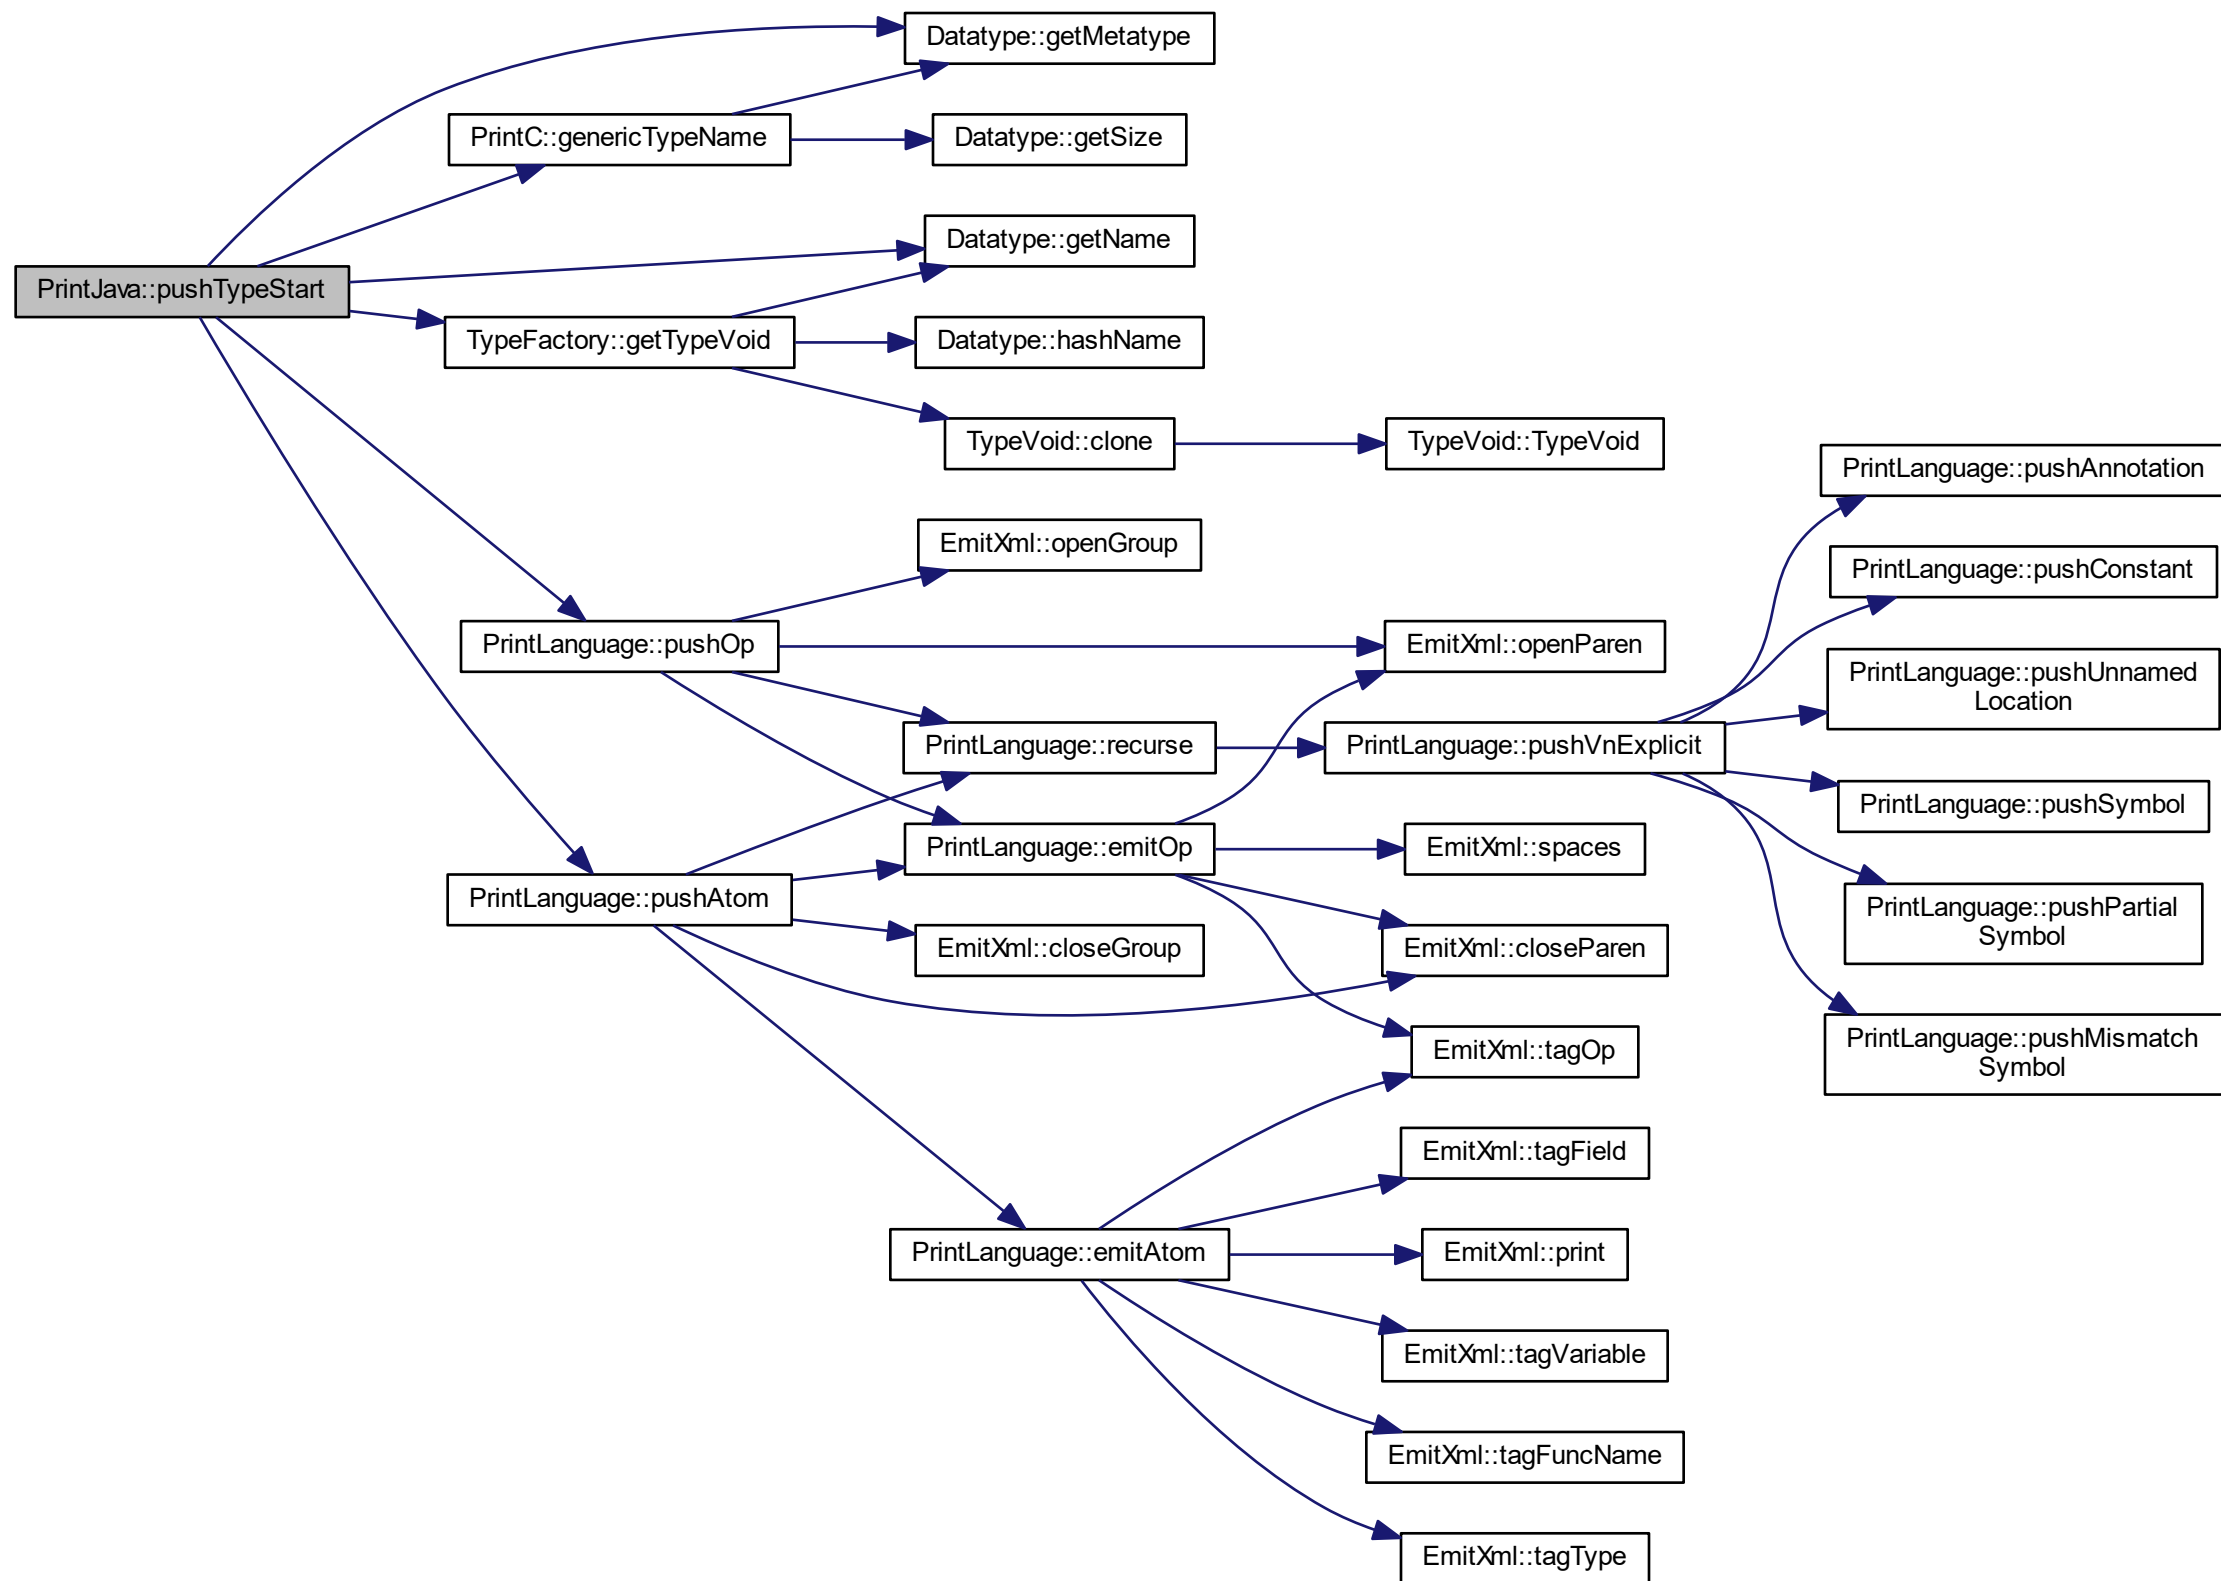 Datatype::getMetatype
PrintC::genericTypeName
Datatype::getSize
Datatype::getName
PrintJava::pushTypeStart
TypeFactory::getTypeVoid
Datatype::hashName
TypeVoid::clone
TypeVoid::TypeVoid
PrintLanguage::pushAnnotation
EmitXml::openGroup
PrintLanguage::pushConstant
PrintLanguage::pushOp
EmitXml::openParen
PrintLanguage::pushUnnamed
Location
PrintLanguage::recurse
PrintLanguage::pushVnExplicit
PrintLanguage::pushSymbol
PrintLanguage::emitOp
EmitXml::spaces
PrintLanguage::pushAtom
PrintLanguage::pushPartial
Symbol
EmitXml::closeGroup
EmitXml::closeParen
EmitXml::tagOp
PrintLanguage::pushMismatch
Symbol
EmitXml::tagField
PrintLanguage::emitAtom
EmitXml::print
EmitXml::tagVariable
EmitXml::tagFuncName
EmitXml::tagType